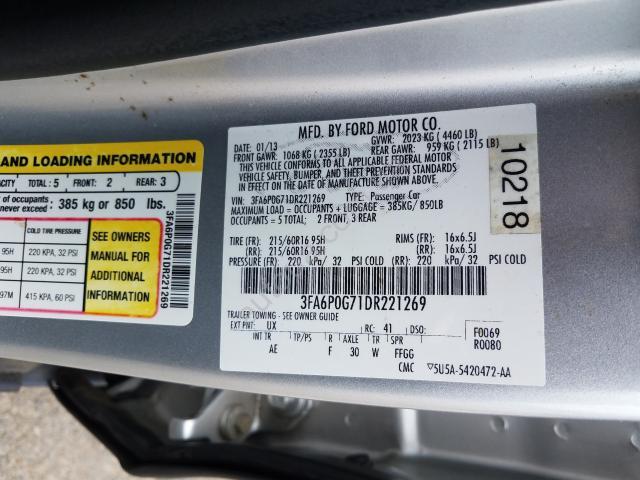 AND LOADING INFORMATION
TOTAL: 5 FRONT: 2 REAR: 3
of occupants
never exceed: 385 kg or 850 lbs.
COLD TIRE PRESSURE
95H 220 KPA, 32 PSI
95H 220 KPA, 32 PSI
97M 415 KPA, 60 PSI
SEE OWNERS
MANUAL FOR
ADDITIONAL
INFORMATION
3FA6P0G71DR221269
MFD. BY FORD MOTOR CO.
DATE: 01/13 GVWR: 2023 KG ( 4460 LB)
FRONT GAWR: 1068 KG ( 2355 LB) REAR GAWR: 959 KG ( 2115 LB)
THIS VEHICLE CONFORMS TO ALL APPLICABLE FEDERAL MOTOR
VEHICLE SAFETY, BUMPER, AND THEFT PREVENTION STANDARDS
IN EFFECT ON THE DATE OF MANUFACTURE SHOWN ABOVE.
VIN: 3FA6P0G71DR221269 TYPE: Passenger Car
MAXIMUM LOAD = OCCUPANTS + LUGGAGE = 385KG/ 850LB
OCCUPANTS = 5 TOTAL; 2 FRONT, 3 REAR
TIRE (FR): 215/60R16 95H RIMS (FR): 16x6.5J
(RR): 215/60R16 95H (RR): 16x6.5J
PRESSURE (FR): 220 kPa/ 32 PSI COLD (RR): 220 kPa/ 32 PSI COLD
3FA6P0G71DR221269
TRAILER TOWING - SEE OWNER GUIDE
EXT PNT: UX RC: 41 DSO: F0069
INT TR TP/PS R AXLE TR SPR R0080
AE F 30 W FFGG
CMC 5U5A-5420472-AA
10218